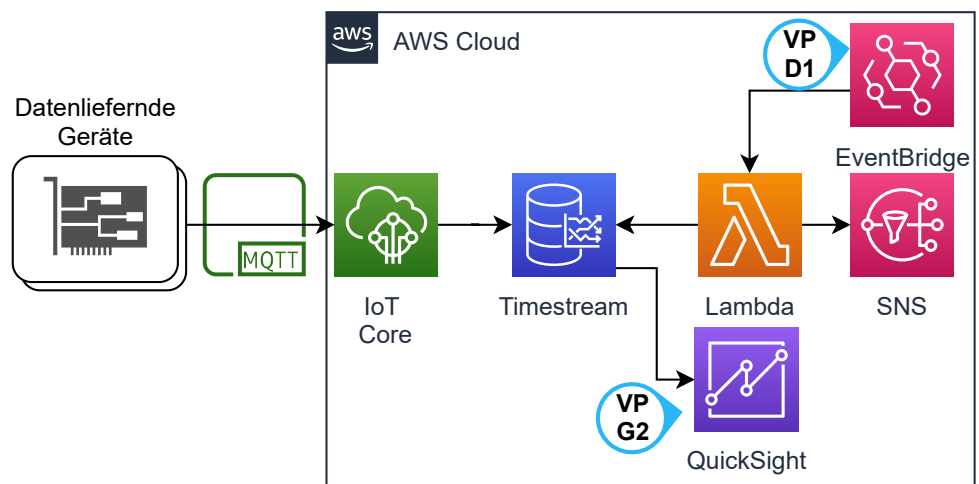 aws
AWS Cloud
VP
D1
Datenliefernde
Geräte
EventBridge
MQTT
IoT
Core
Timestream
Lambda
SNS
VP
G2
QuickSight